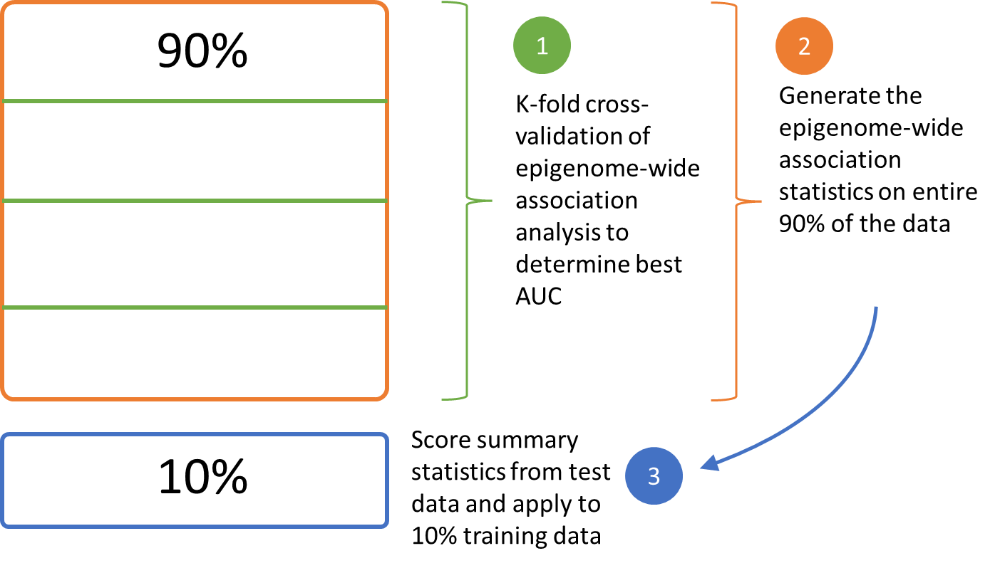 90%
1
K-fold cross-
validation of
epigenome-wide
association
analysis to
determine best
AUC
2
Generate the
epigenome-wide
association
statistics on entire
90% of the data
10%
Score summary
statistics from test
data and apply to
10% training data
3